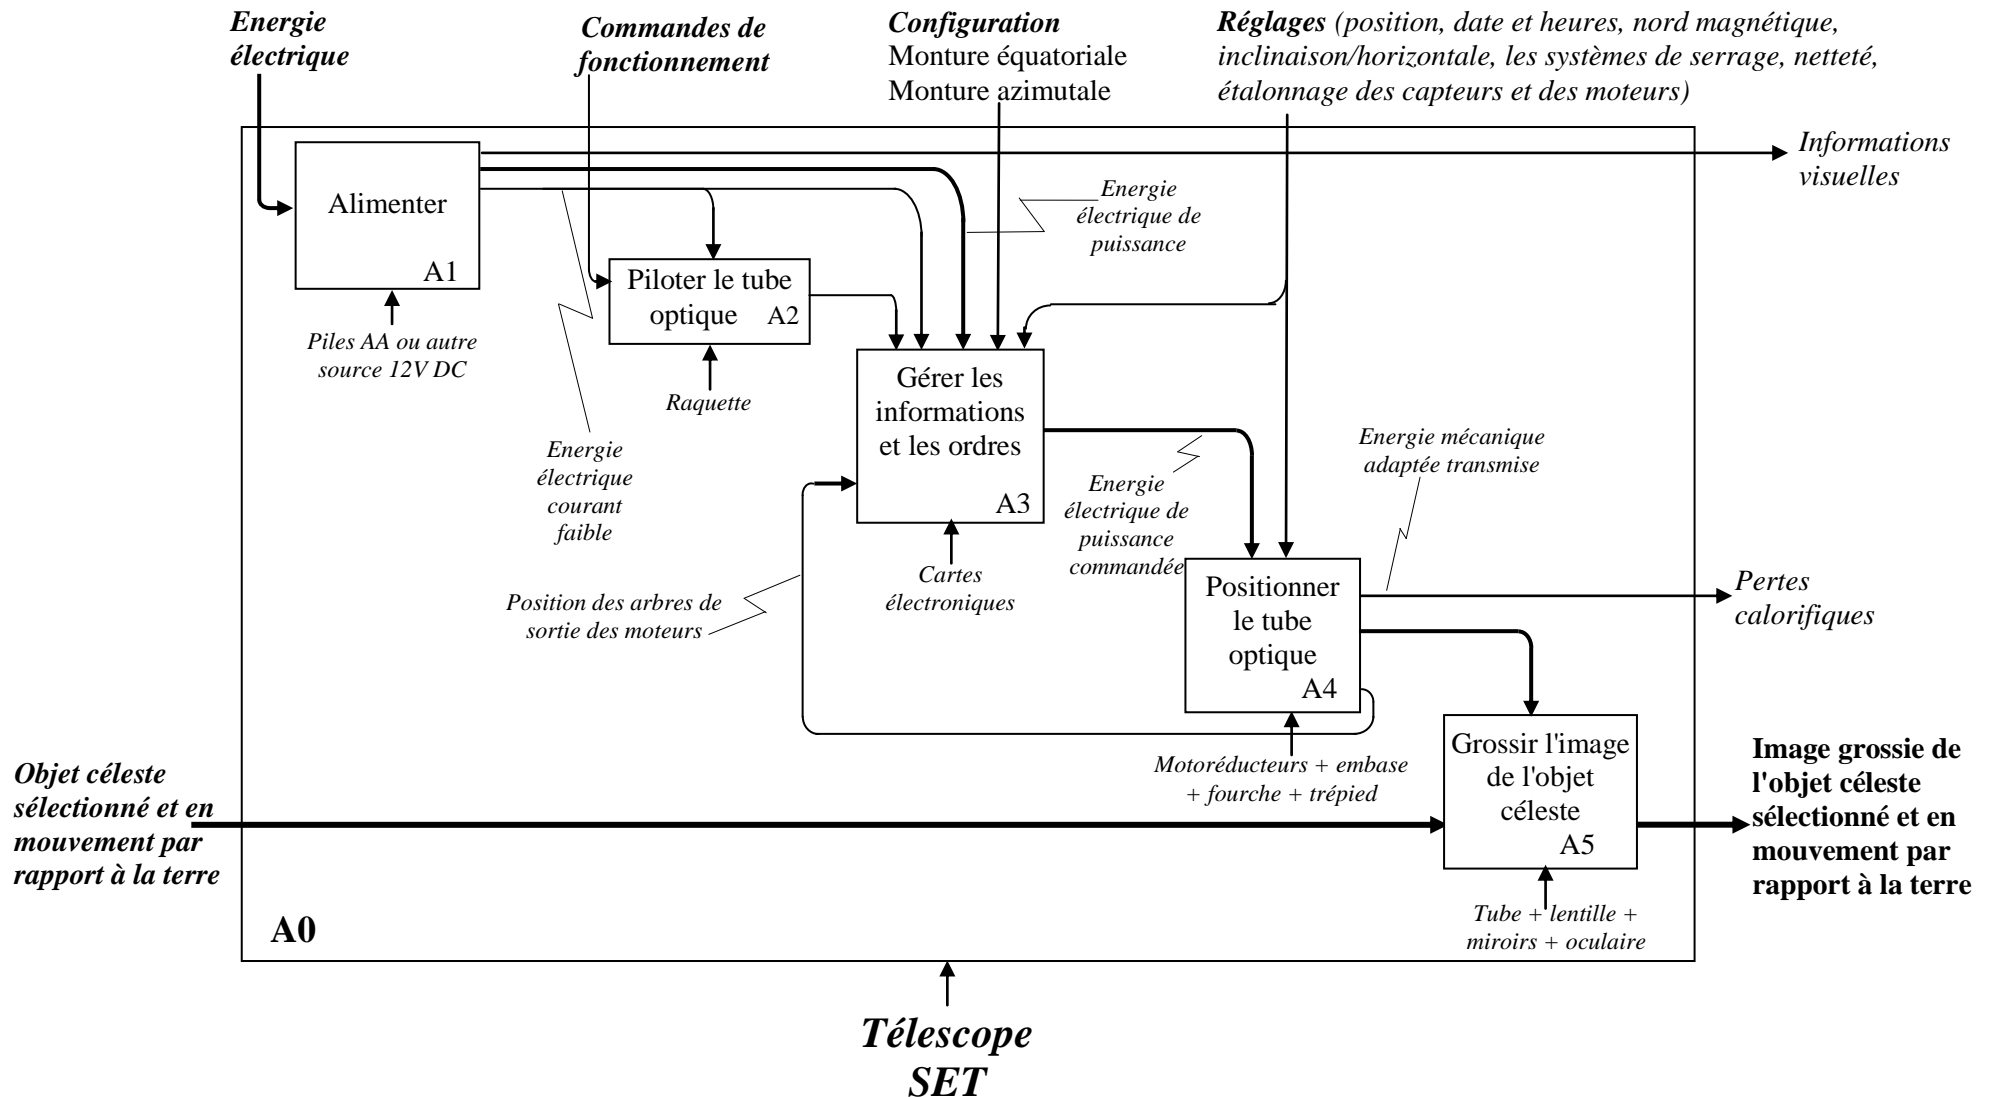 Energie
électrique
Commandes de
fonctionnement
Configuration
Monture équatoriale
Monture azimutale
Réglages (position, date et heures, nord magnétique,
inclinaison/horizontale, les systèmes de serrage, netteté,
étalonnage des capteurs et des moteurs)
Informations
visuelles
Alimenter
A1
Energie
électrique de
puissance
Piloter le tube
optique A2
Piles AA ou autre
source 12V DC
Raquette
Gérer les
informations
et les ordres
A3
Energie
électrique
courant
faible
Energie mécanique
adaptée transmise
Energie
électrique de
puissance
commandée
Cartes
électroniques
Position des arbres de
sortie des moteurs
Positionner
le tube
optique
A4
Pertes
calorifiques
Motoréducteurs + embase
+ fourche + trépied
Grossir l'image
de l'objet
céleste
A5
Objet céleste
sélectionné et en
mouvement par
rapport à la terre
Image grossie de
l'objet céleste
sélectionné et en
mouvement par
rapport à la terre
Tube + lentille +
miroirs + oculaire
A0
Télescope
SET